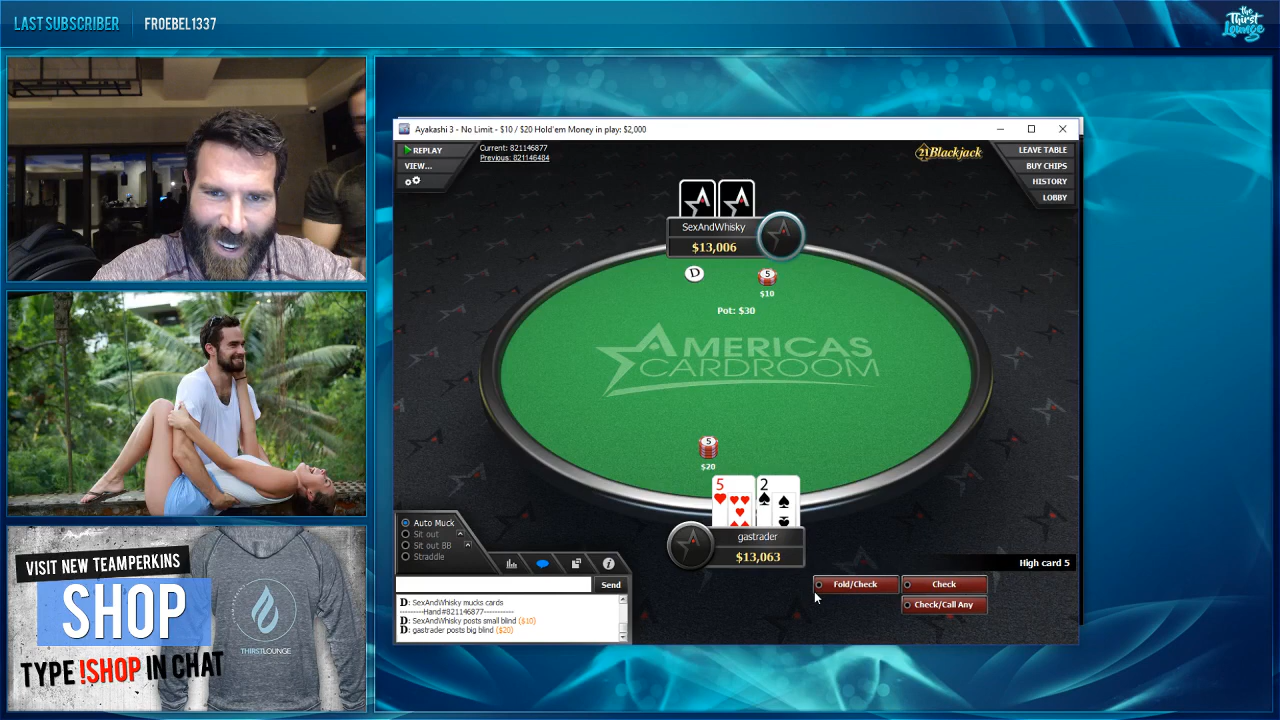 LAST SUBSCRIBER
FROEBEL1337
the
Thirst
Lounge
Ayakashi 3 - No Limit - $10 / $20 Hold'em Money in play: $2,000
REPLAY
VIEW...
Current: 821146877
Previous: 821146484
21 Blackjack
LEAVE TABLE
BUY CHIPS
HISTORY
LOBBY
SexAndWhisky
$13,006
D
5
$10
Pot: $30
AMERICAS
CARDROOM
5
$20
5
2
gastrader
$13,063
Auto Muck
Sit out
Sit out BB
Straddle
Send
D: SexAndWhisky mucks cards
--------Hand#821146877-----------
D: SexAndWhisky posts small blind ($10)
D: gastrader posts big blind ($20)
High card 5
Fold/Check
Check
Check/Call Any
VISIT NEW TEAMPERKINS
SHOP
TYPE !SHOP IN CHAT
THIRSTLOUNGE